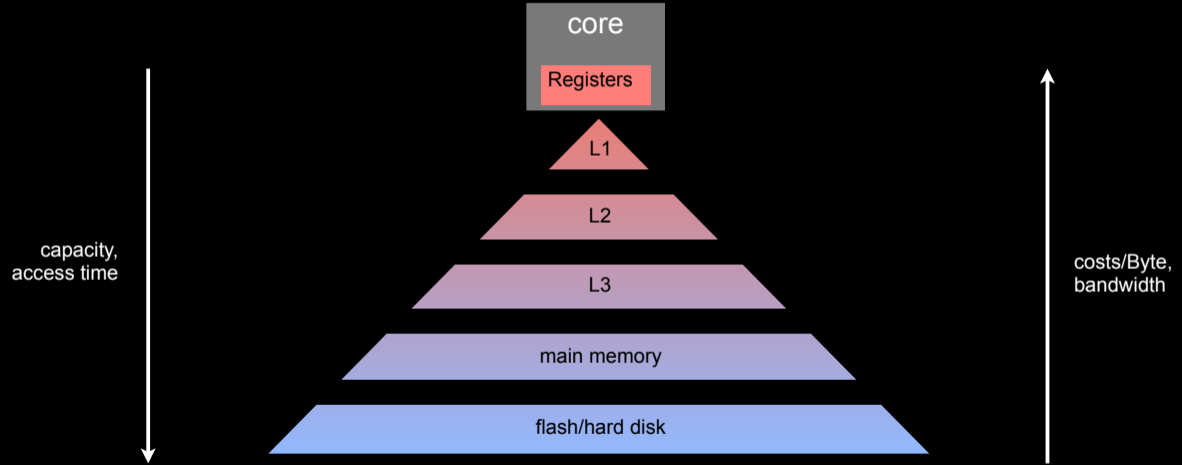 core
Registers
L1
L2
L3
main memory
flash/hard disk
capacity,
access time
costs/Byte,
bandwidth